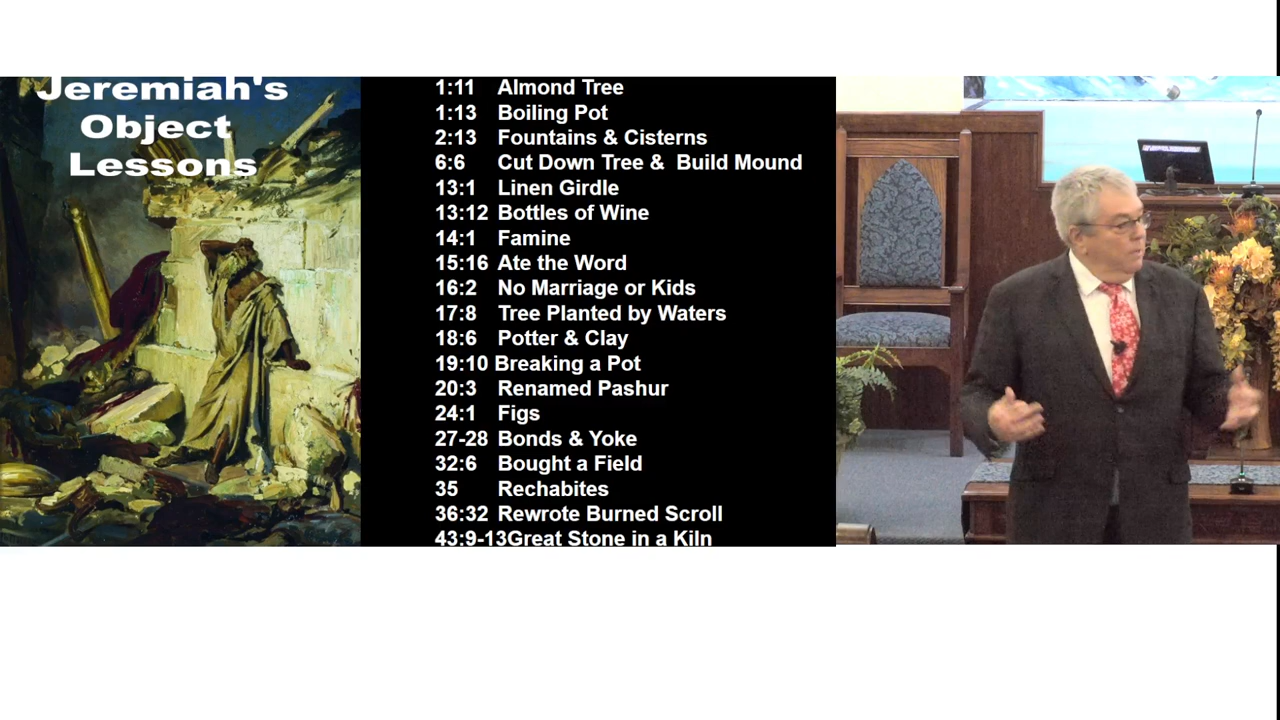 Jeremiah's
Object
Lessons
1:11 Almond Tree
1:13 Boiling Pot
2:13 Fountains & Cisterns
6:6 Cut Down Tree & Build Mound
13:1 Linen Girdle
13:12 Bottles of Wine
14:1 Famine
15:16 Ate the Word
16:2 No Marriage or Kids
17:8 Tree Planted by Waters
18:6 Potter & Clay
19:10 Breaking a Pot
20:3 Renamed Pashur
24:1 Figs
27-28 Bonds & Yoke
32:6 Bought a Field
35 Rechabites
36:32 Rewrote Burned Scroll
43:9-13Great Stone in a Kiln